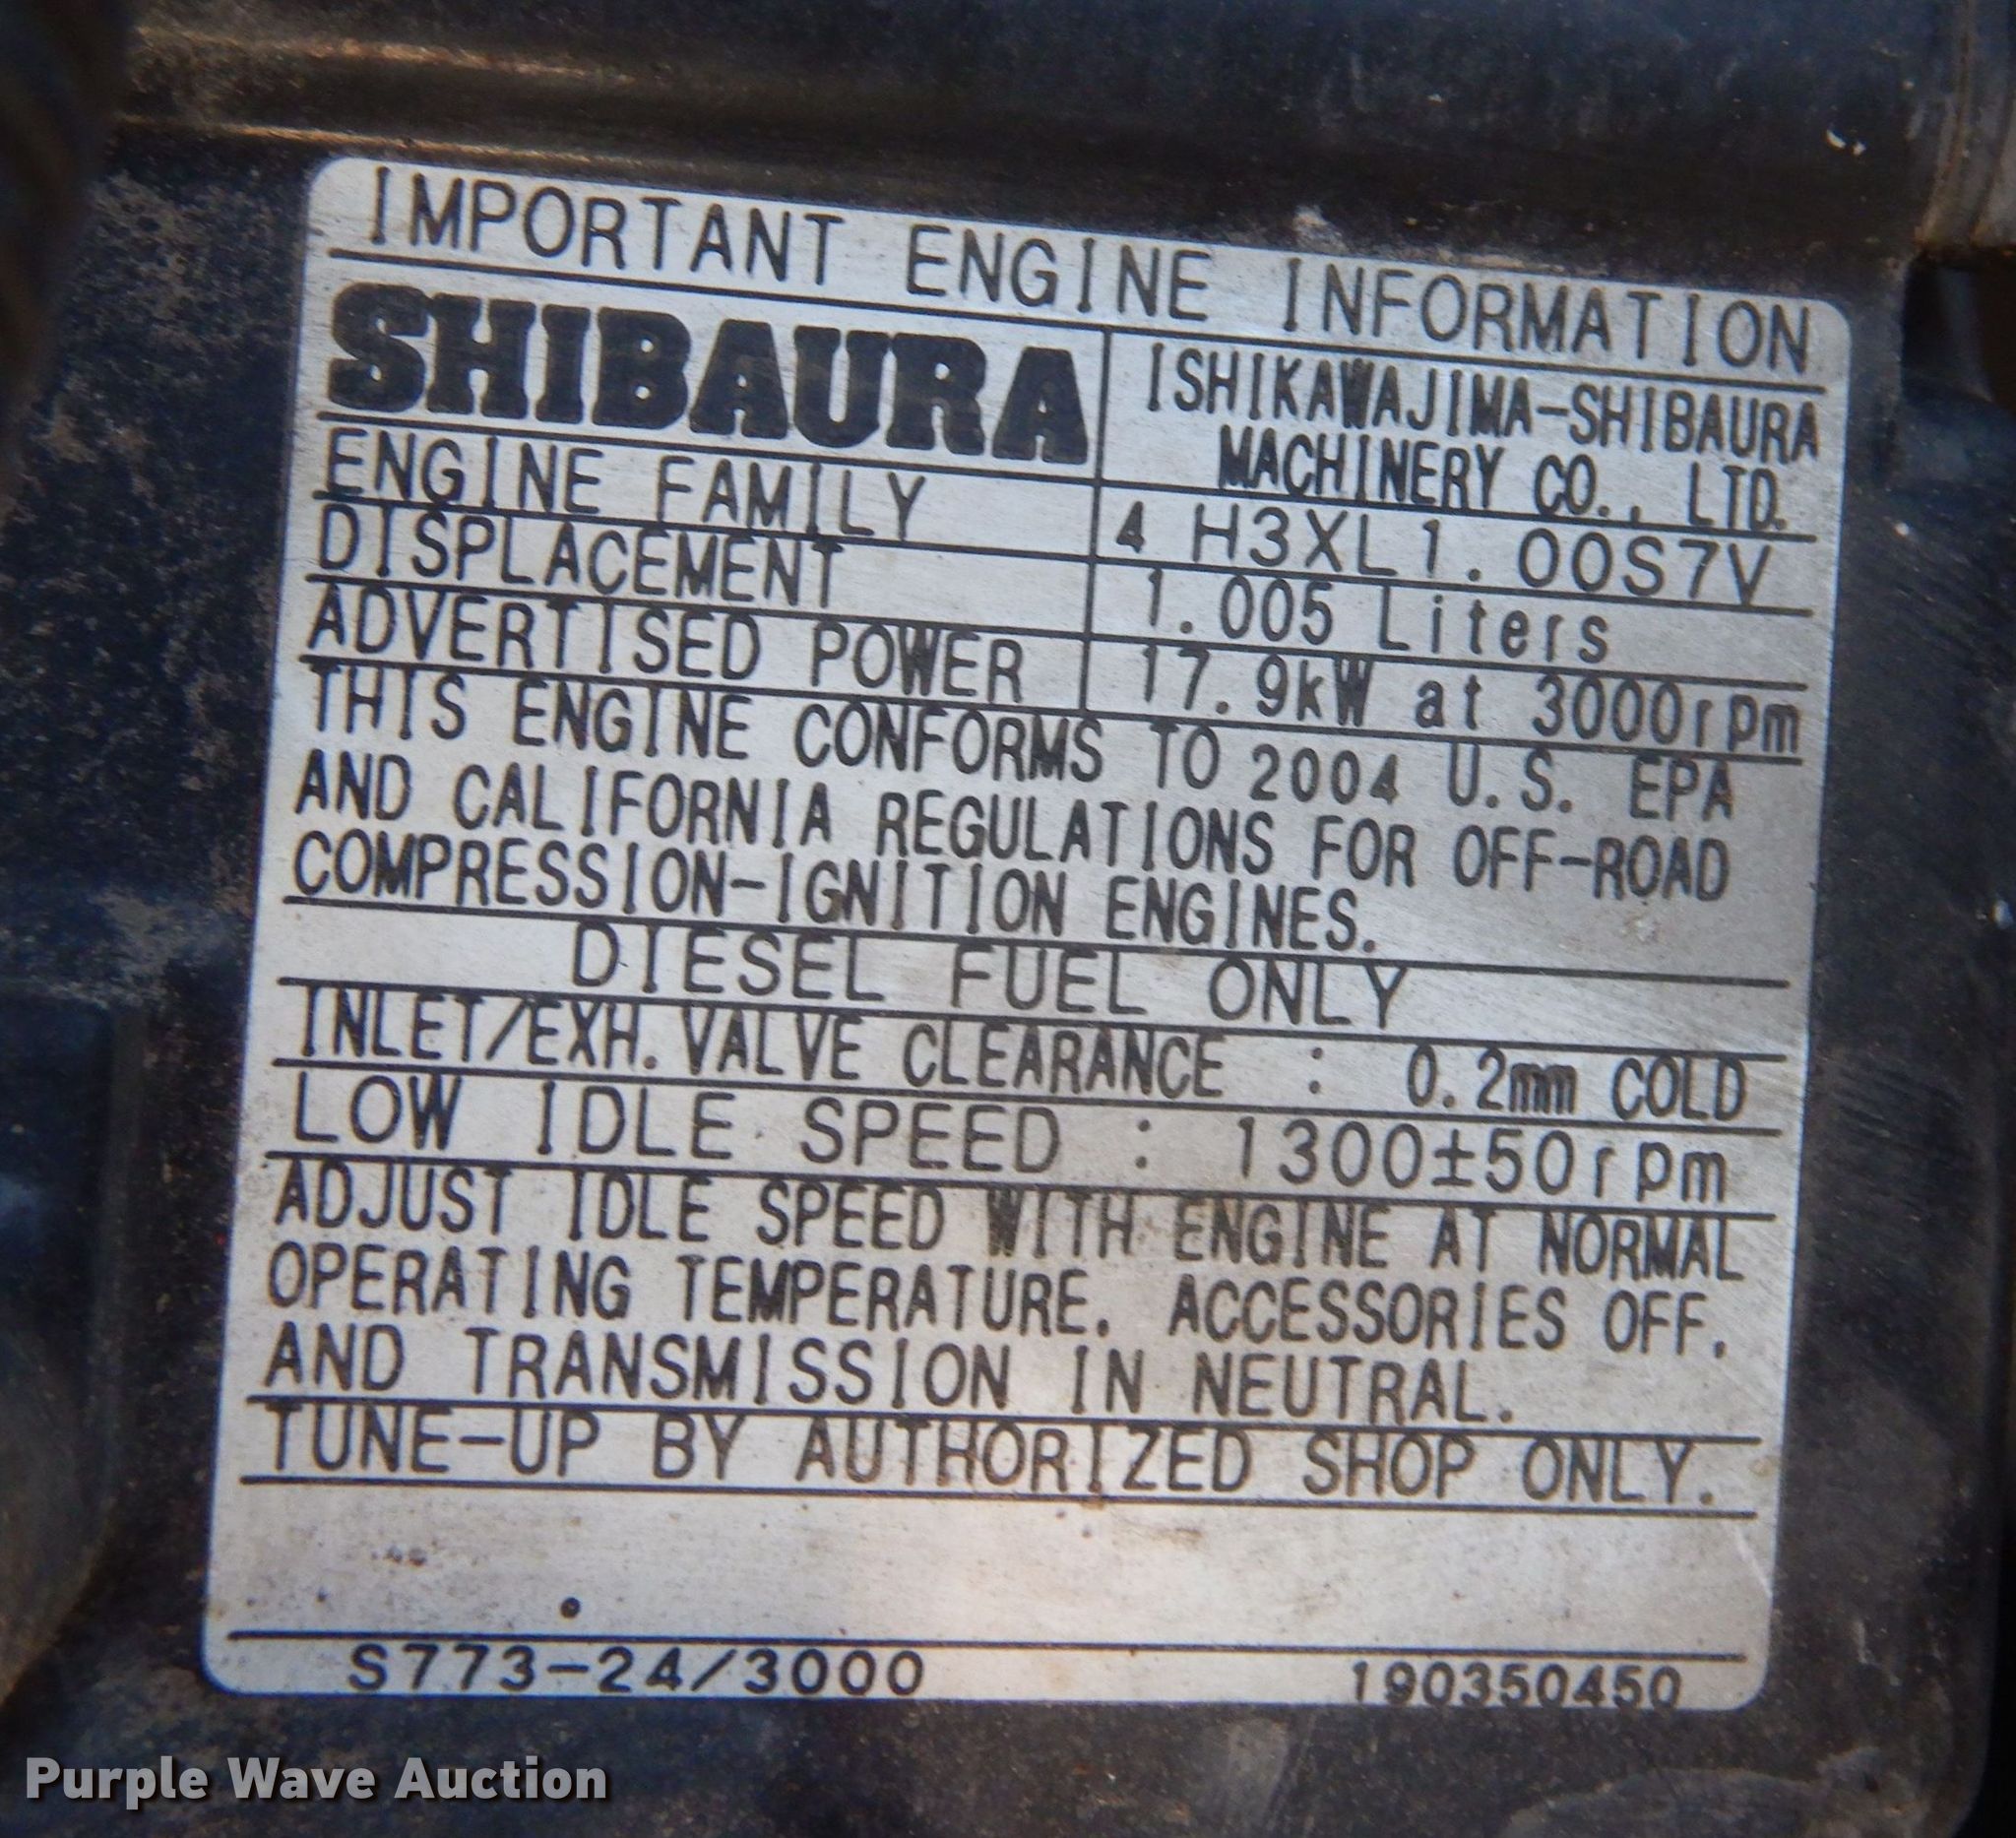 IMPORTANT ENGINE INFORMATION
SHIBAURA
ISHIKAWAJIMA-SHIBAURA
MACHINERY CO., LTD.
ENGINE FAMILY 4 H3XL1.00S7V
DISPLACEMENT 1.005 Liters
ADVERTISED POWER 17.9kW at 3000rpm
THIS ENGINE CONFORMS TO 2004 U.S. EPA
AND CALIFORNIA REGULATIONS FOR OFF-ROAD
COMPRESSION-IGNITION ENGINES.
DIESEL FUEL ONLY
INLET/EXH. VALVE CLEARANCE : 0.2mm COLD
LOW IDLE SPEED : 1300±50rpm
ADJUST IDLE SPEED WITH ENGINE AT NORMAL
OPERATING TEMPERATURE. ACCESSORIES OFF.
AND TRANSMISSION IN NEUTRAL.
TUNE-UP BY AUTHORIZED SHOP ONLY.
S773-24/3000 190350450
Purple Wave Auction